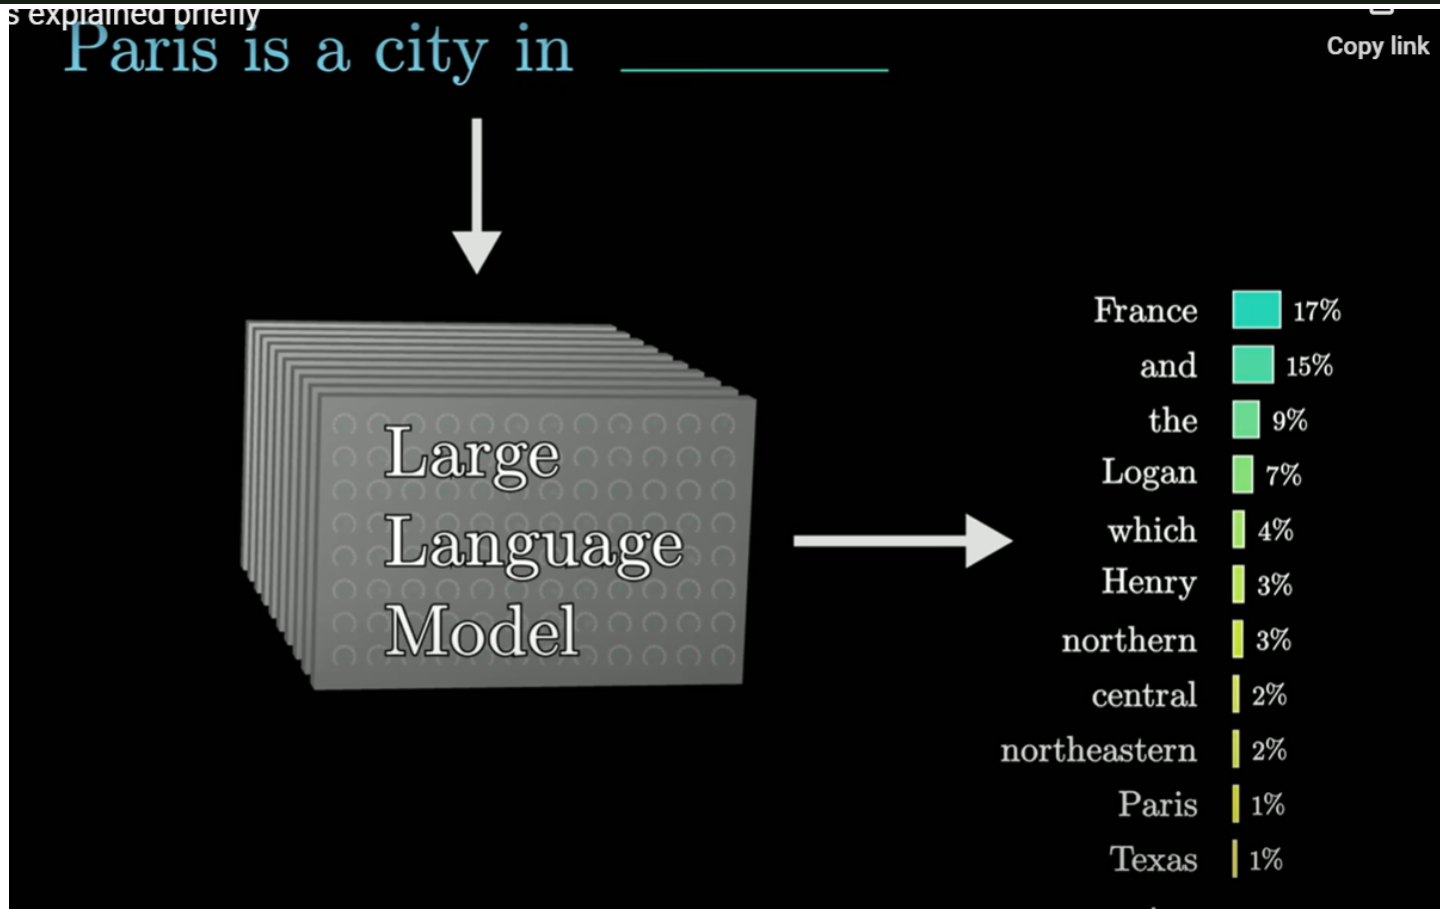 s explained briefly
Copy link
Paris is a city in
Large
Language
Model
France 17%
and 15%
the 9%
Logan 7%
which 4%
Henry 3%
northern 3%
central 2%
northeastern 2%
Paris 1%
Texas 1%